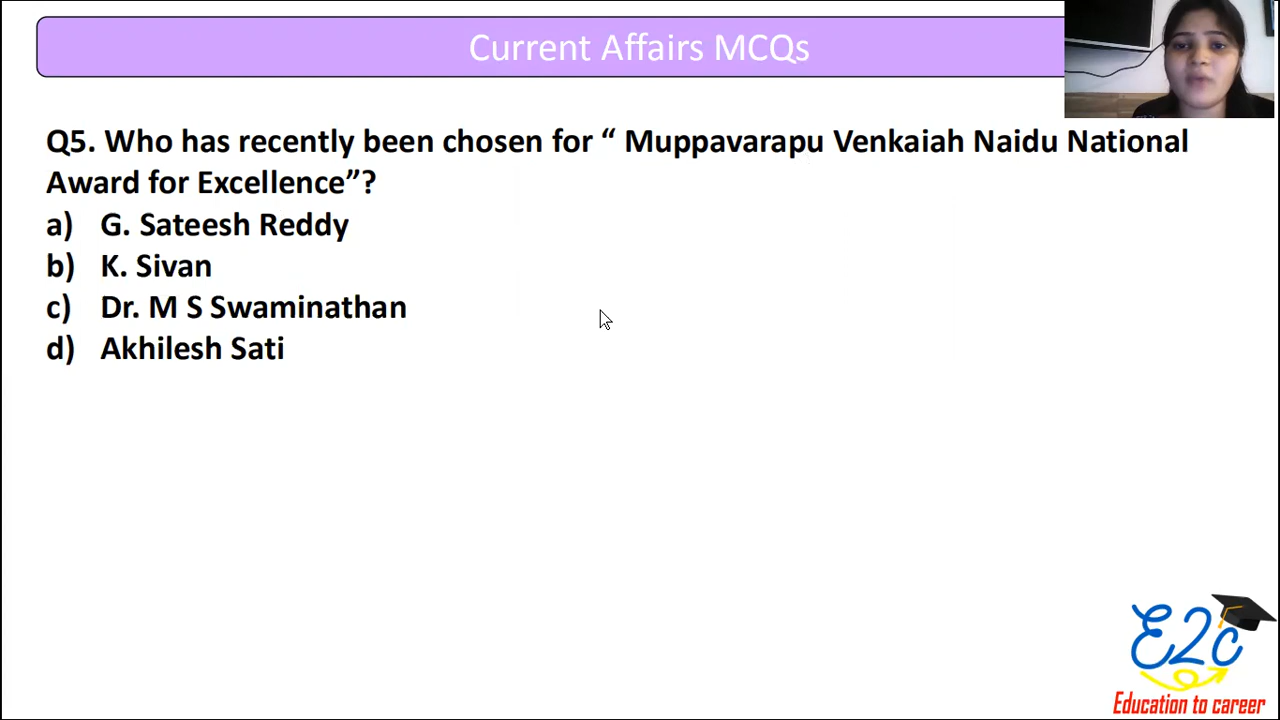 Current Affairs MCQs
Q5. Who has recently been chosen for “ Muppavarapu Venkaiah Naidu National
Award for Excellence”?
a) G. Sateesh Reddy
b) K. Sivan
c) Dr. M S Swaminathan
d) Akhilesh Sati
E2c
Education to career